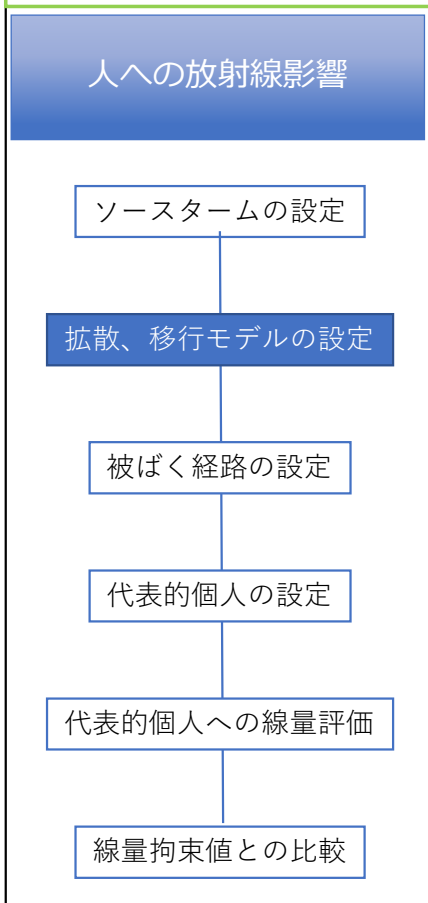 人への放射線影響
ソースタームの設定
拡散、移行モデルの設定
被ばく経路の設定
代表的個人の設定
代表的個人への線量評価
線量拘束値との比較